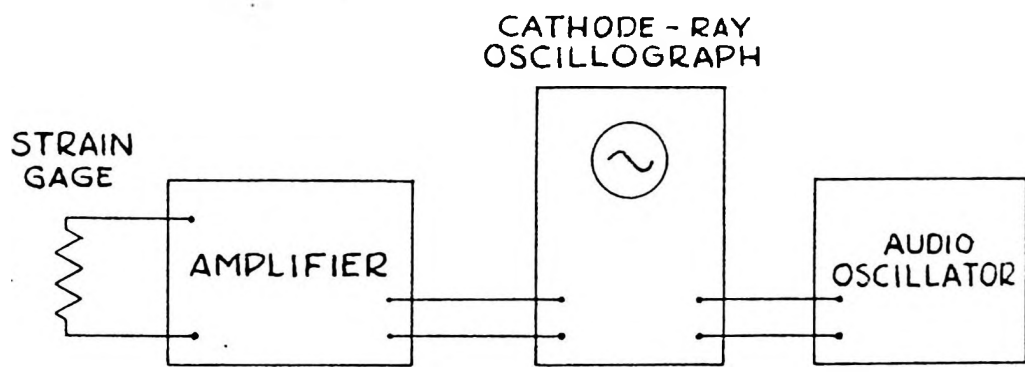 CATHODE - RAY
OSCILLOGRAPH
STRAIN
GAGE
AMPLIFIER
AUDIO
OSCILLATOR